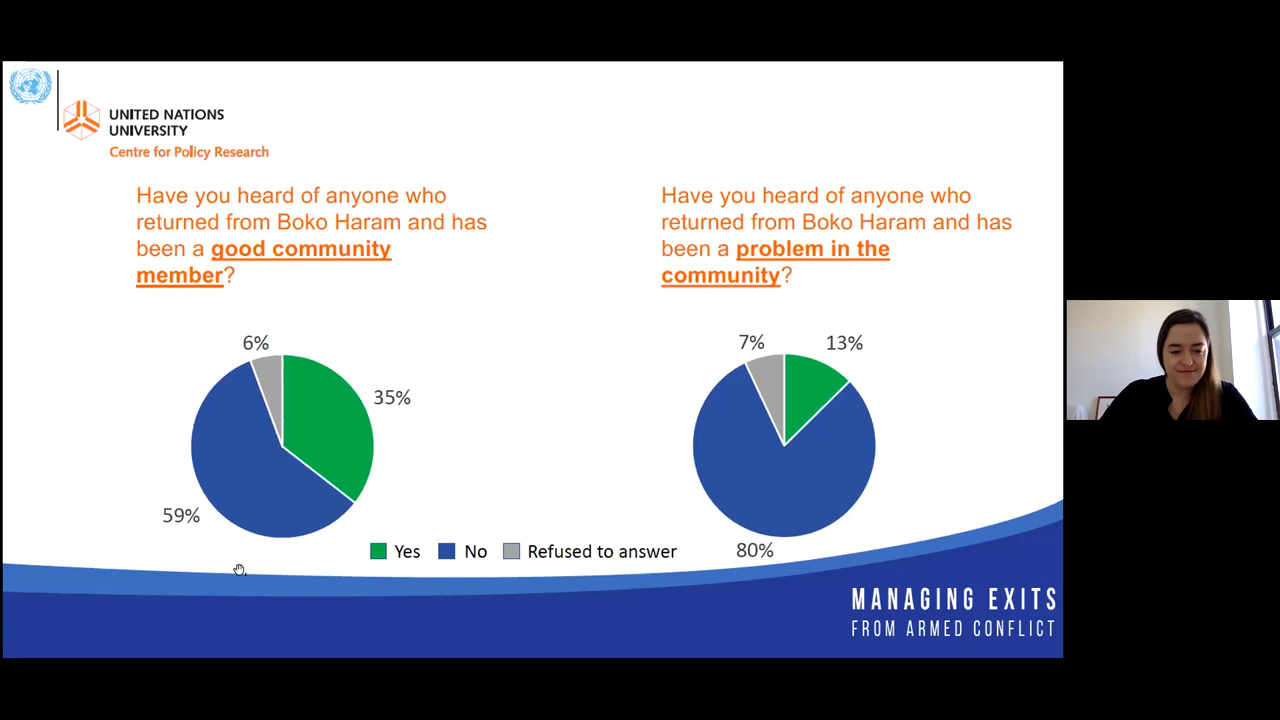 UNITED NATIONS
UNIVERSITY
Centre for Policy Research
Have you heard of anyone who
returned from Boko Haram and has
been a good community
member?
Have you heard of anyone who
returned from Boko Haram and has
been a problem in the
community?
6%
35%
59%
7%
13%
80%
Yes
No
Refused to answer
MANAGING EXITS
FROM ARMED CONFLICT